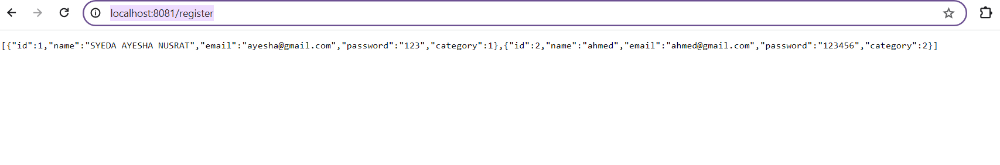 localhost:8081/register
[{"id":1,"name":"SYEDA AYESHA NUSRAT","email":"ayesha@gmail.com","password":"123","category":1},{"id":2,"name":"ahmed","email":"ahmed@gmail.com","password":"123456","category":2}]